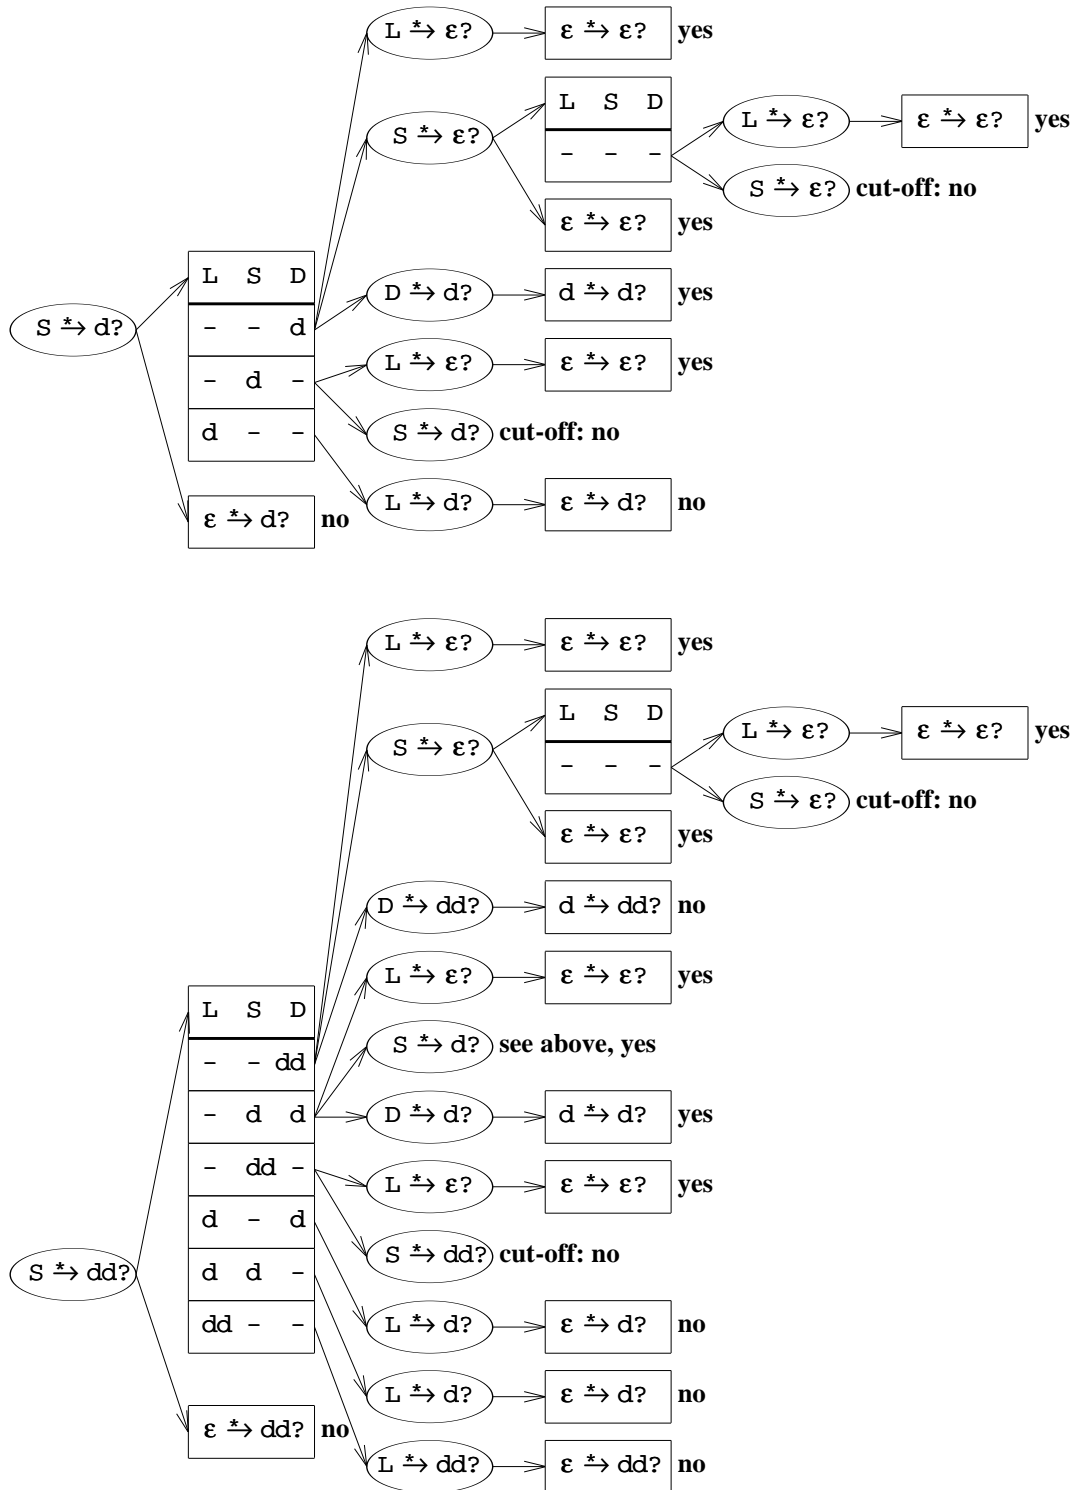 L *→ ε? ε *→ ε? yes
L S D
S *→ ε? L *→ ε? ε *→ ε? yes
- - -
S *→ ε? cut-off: no
ε *→ ε? yes
L S D
D *→ d? d *→ d? yes
S *→ d? - - d
L *→ ε? ε *→ ε? yes
- d -
S *→ d? cut-off: no
d - -
L *→ d? ε *→ d? no
ε *→ d? no
L *→ ε? ε *→ ε? yes
L S D
S *→ ε? L *→ ε? ε *→ ε? yes
- - -
S *→ ε? cut-off: no
ε *→ ε? yes
D *→ dd? d *→ dd? no
L *→ ε? ε *→ ε? yes
L S D
S *→ d? see above, yes
- - dd
D *→ d? d *→ d? yes
- d d
- dd -
L *→ ε? ε *→ ε? yes
d - d
S *→ dd? cut-off: no
S *→ dd? d d -
L *→ d? ε *→ d? no
dd - -
L *→ d? ε *→ d? no
ε *→ dd? no
L *→ dd? ε *→ dd? no